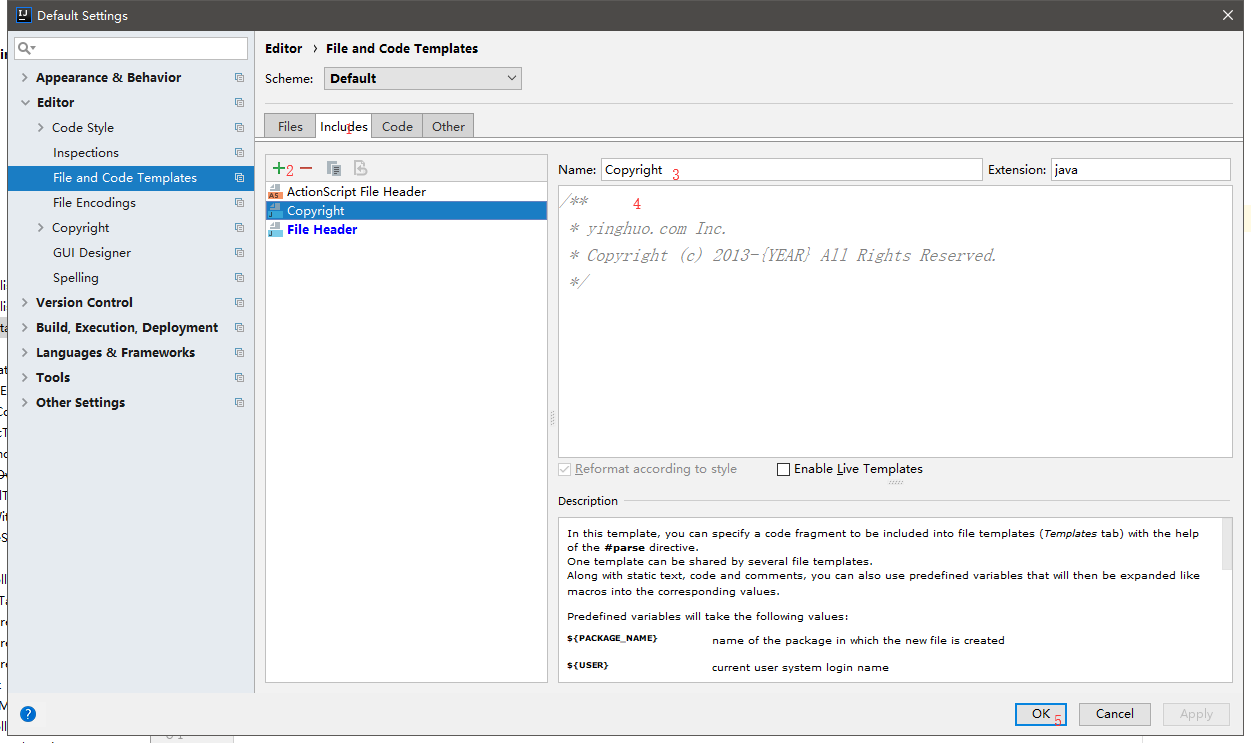 Default Settings
Appearance & Behavior
Editor
Code Style
Inspections
File and Code Templates
File Encodings
Copyright
GUI Designer
Spelling
Version Control
Build, Execution, Deployment
Languages & Frameworks
Tools
Other Settings
Editor › File and Code Templates
Scheme: Default
Files Includes 1 Code Other
2
ActionScript File Header
Copyright
File Header
Name: Copyright 3 Extension: java
/** 4
* yinghuo.com Inc.
* Copyright (c) 2013-{YEAR} All Rights Reserved.
*/
Reformat according to style Enable Live Templates
Description
In this template, you can specify a code fragment to be included into file templates (Templates tab) with the help
of the #parse directive.
One template can be shared by several file templates.
Along with static text, code and comments, you can also use predefined variables that will then be expanded like
macros into the corresponding values.
Predefined variables will take the following values:
${PACKAGE_NAME} name of the package in which the new file is created
${USER} current user system login name
? OK 5 Cancel Apply